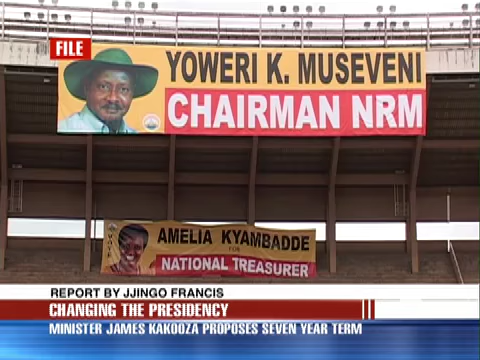 FILE
YOWERI K. MUSEVENI
CHAIRMAN NRM
AMELIA KYAMBADDE
FOR
NATIONAL TREASURER
REPORT BY JJINGO FRANCIS
CHANGING THE PRESIDENCY
MINISTER JAMES KAKOOZA PROPOSES SEVEN YEAR TERM